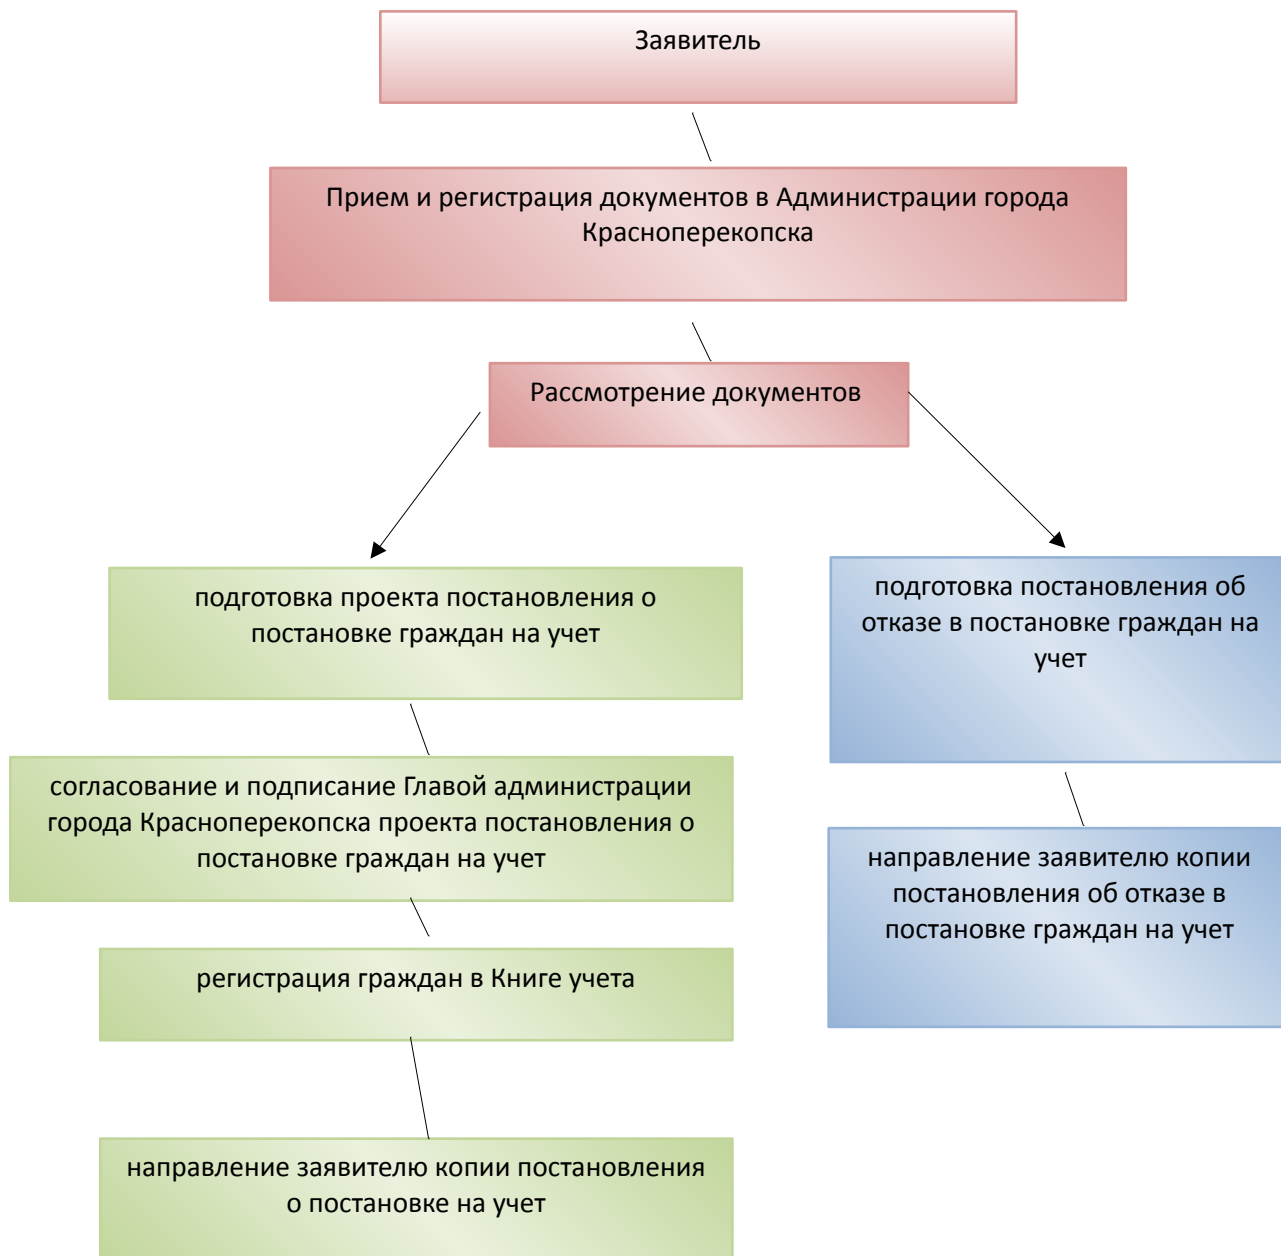 Заявитель
Прием и регистрация документов в Администрации города
Красноперекопска
Рассмотрение документов
подготовка проекта постановления о
постановке граждан на учет
подготовка постановления об
отказе в постановке граждан на
учет
согласование и подписание Главой администрации
города Красноперекопска проекта постановления о
постановке граждан на учет
направление заявителю копии
постановления об отказе в
постановке граждан на учет
регистрация граждан в Книге учета
направление заявителю копии постановления
о постановке на учет